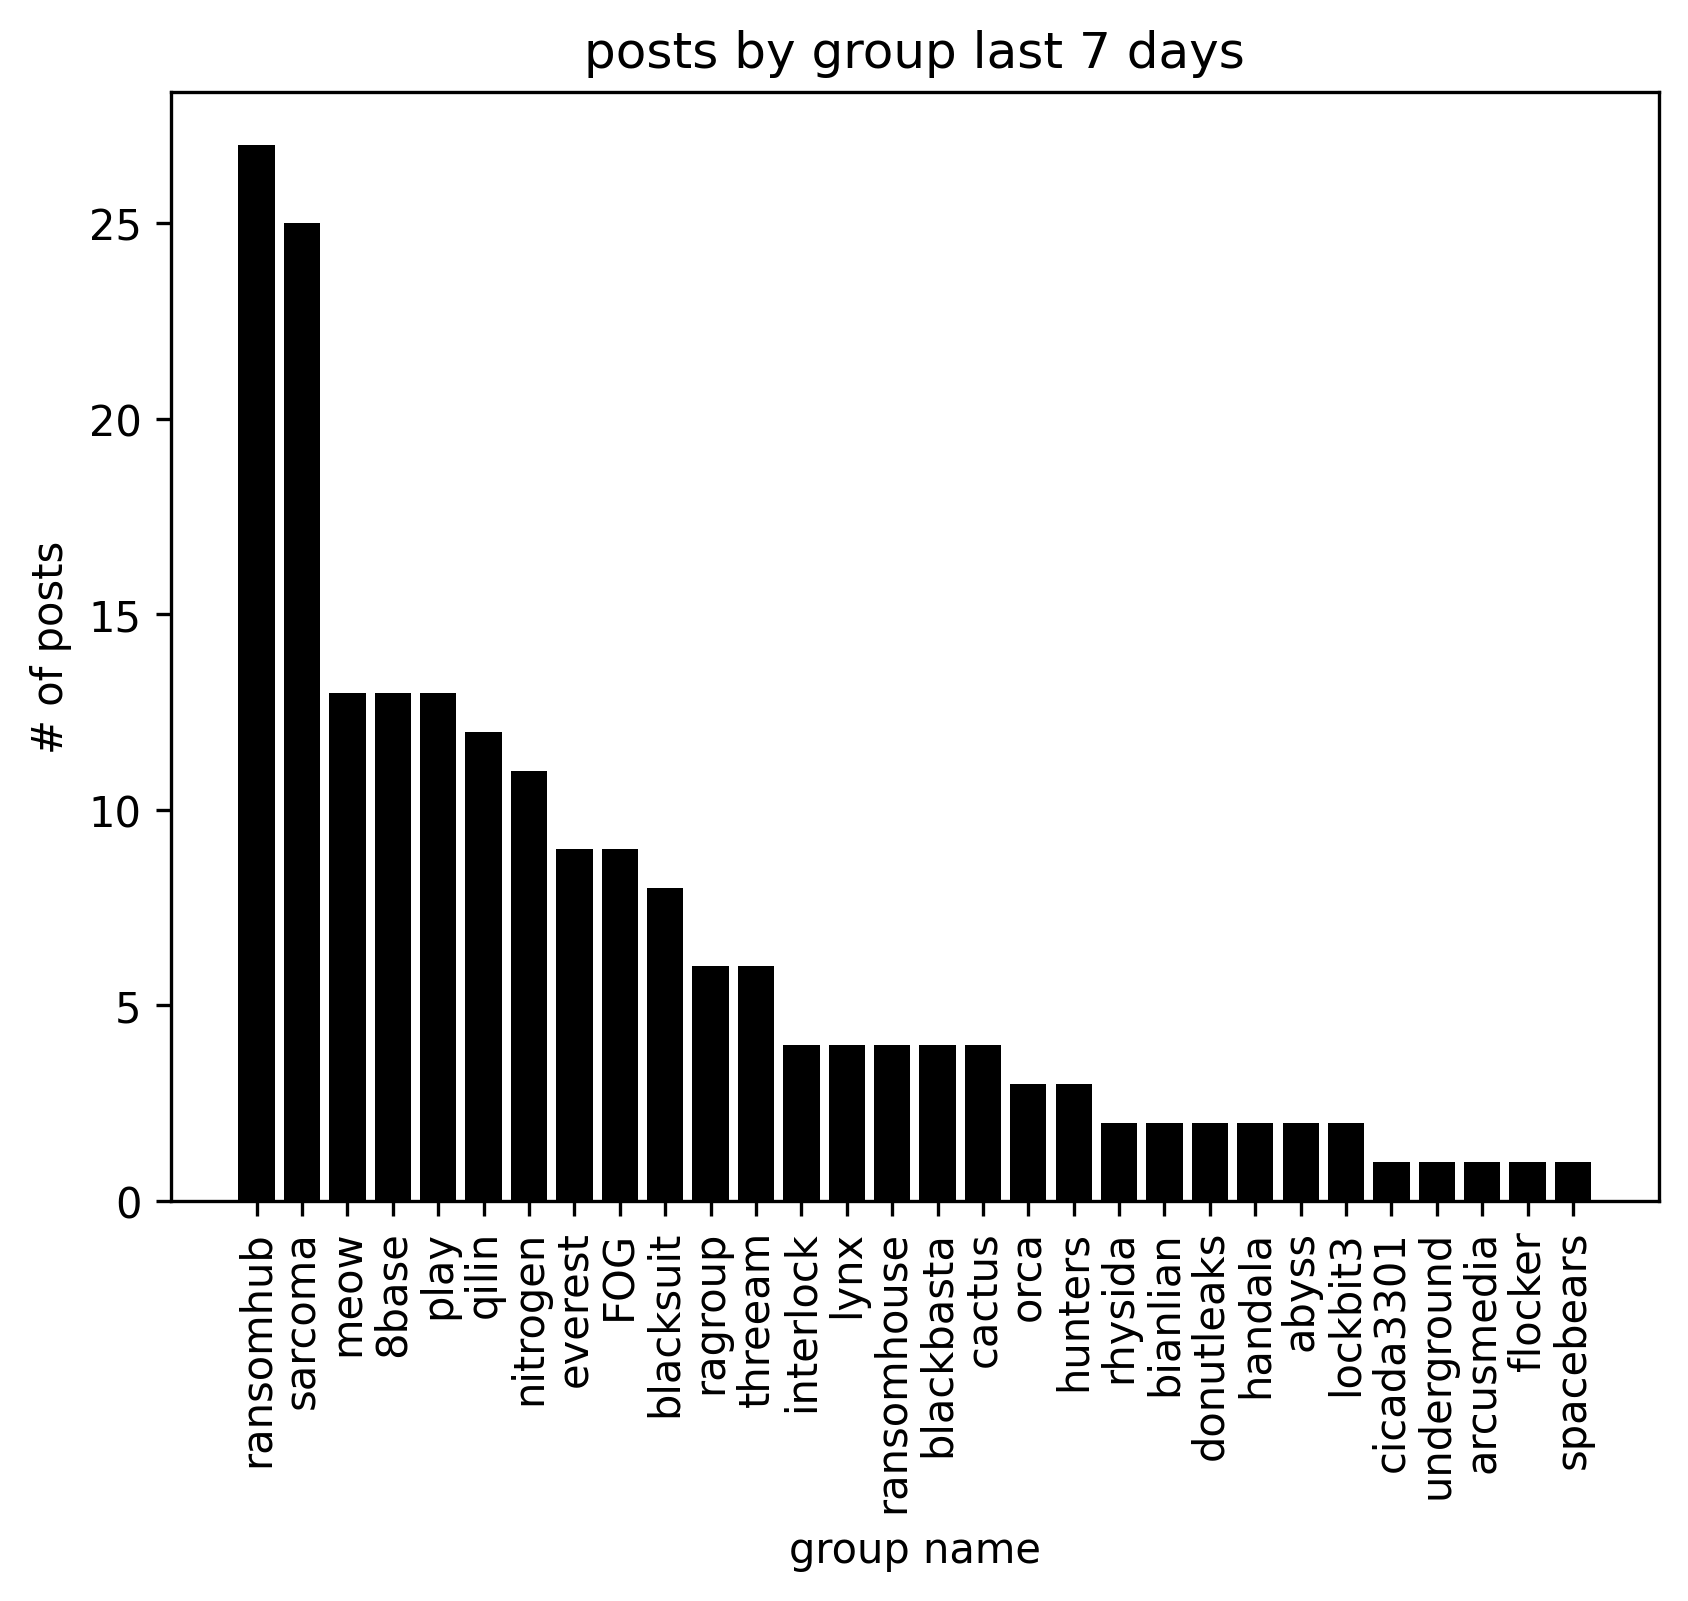 posts by group last 7 days
# of posts
25
20
15
10
5
0
ransomhub
sarcoma
meow
8base
play
qilin
nitrogen
everest
FOG
blacksuit
ragroup
threeam
interlock
lynx
ransomhouse
blackbasta
cactus
orca
hunters
rhysida
bianlian
donutleaks
handala
abyss
lockbit3
cicada3301
underground
arcusmedia
flocker
spacebears
group name